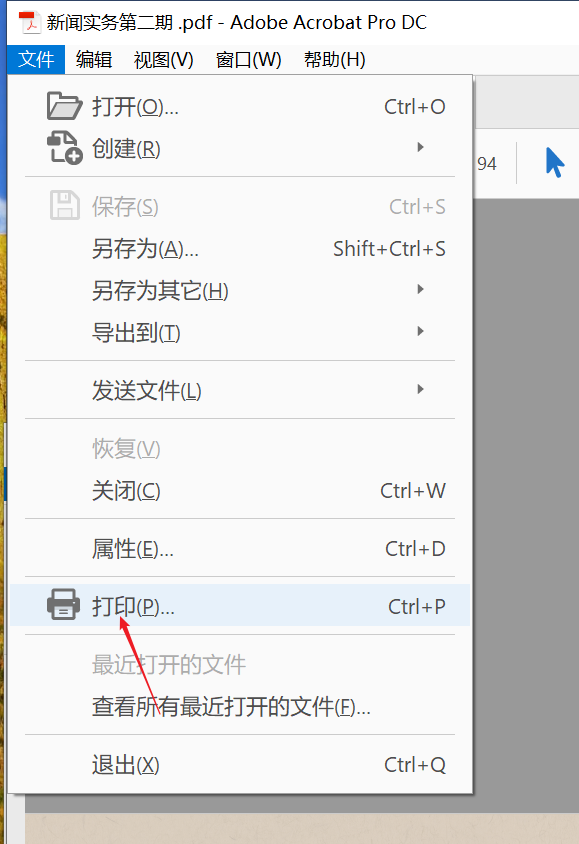 新闻实务第二期 .pdf - Adobe Acrobat Pro DC
文件 编辑 视图(V) 窗口(W) 帮助(H)
打开(O)... Ctrl+O
创建(R)
94
保存(S) Ctrl+S
另存为(A)... Shift+Ctrl+S
另存为其它(H)
导出到(T)
发送文件(L)
恢复(V)
关闭(C) Ctrl+W
属性(E)... Ctrl+D
打印(P)... Ctrl+P
最近打开的文件
查看所有最近打开的文件(F)...
退出(X) Ctrl+Q